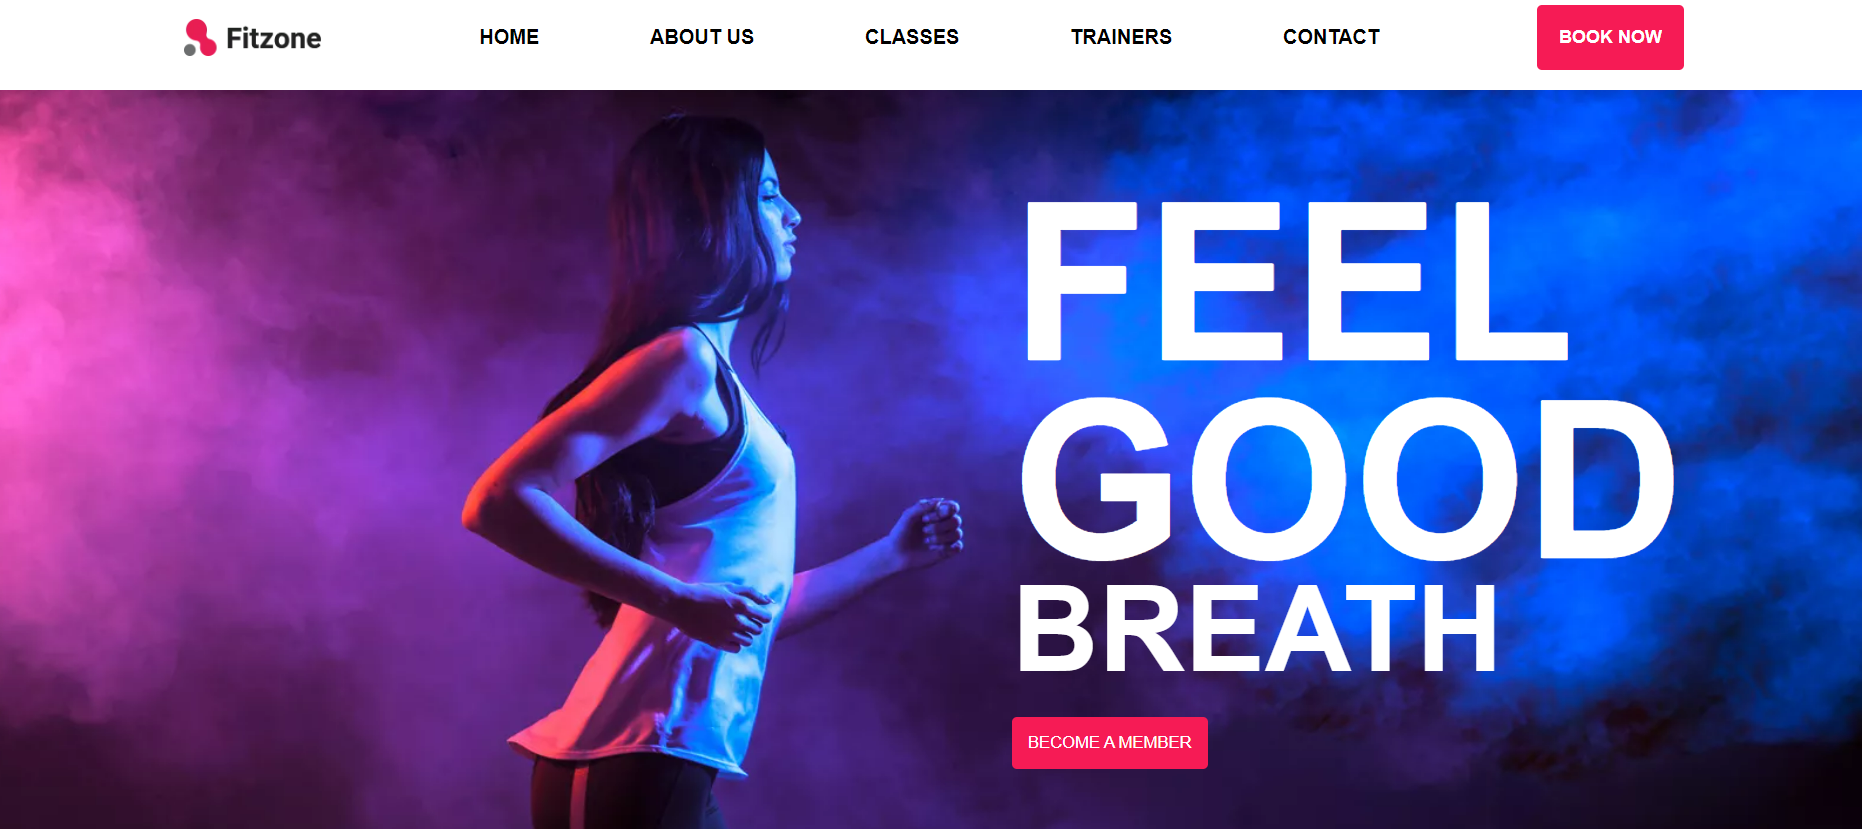 Fitzone
HOME
ABOUT US
CLASSES
TRAINERS
CONTACT
BOOK NOW
FEEL
GOOD
BREATH
BECOME A MEMBER